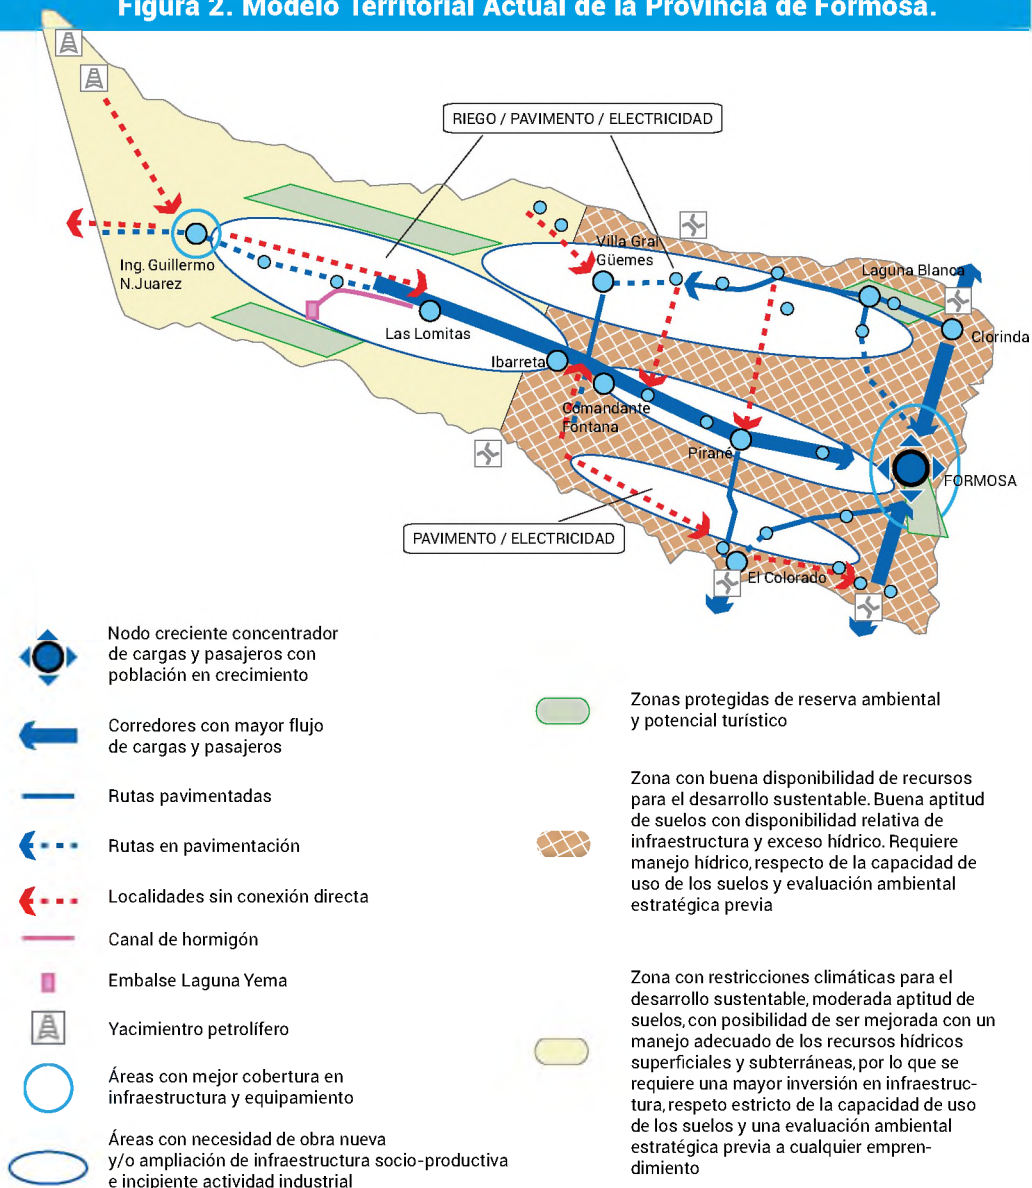 Figura 2. Modelo Territorial Actual de la Provincia de Formosa.
RIEGO / PAVIMENTO / ELECTRICIDAD
Ing. Guillermo
N.Juarez
Villa Gral
Güemes
Laguna Blanca
Clorinda
Las Lomitas
Ibarreta
Comandante
Fontana
Pirané
FORMOSA
PAVIMENTO / ELECTRICIDAD
El Colorado
Nodo creciente concentrador
de cargas y pasajeros con
población en crecimiento
Corredores con mayor flujo
de cargas y pasajeros
Rutas pavimentadas
Rutas en pavimentación
Localidades sin conexión directa
Canal de hormigón
Embalse Laguna Yema
Yacimientro petrolífero
Áreas con mejor cobertura en
infraestructura y equipamiento
Áreas con necesidad de obra nueva
y/o ampliación de infraestructura socio-productiva
e incipiente actividad industrial
Zonas protegidas de reserva ambiental
y potencial turístico
Zona con buena disponibilidad de recursos
para el desarrollo sustentable. Buena aptitud
de suelos con disponibilidad relativa de
infraestructura y exceso hídrico. Requiere
manejo hídrico, respecto de la capacidad de
uso de los suelos y evaluación ambiental
estratégica previa
Zona con restricciones climáticas para el
desarrollo sustentable, moderada aptitud de
suelos, con posibilidad de ser mejorada con un
manejo adecuado de los recursos hídricos
superficiales y subterráneas, por lo que se
requiere una mayor inversión en infraestruc-
tura, respeto estricto de la capacidad de uso
de los suelos y una evaluación ambiental
estratégica previa a cualquier empren-
dimiento